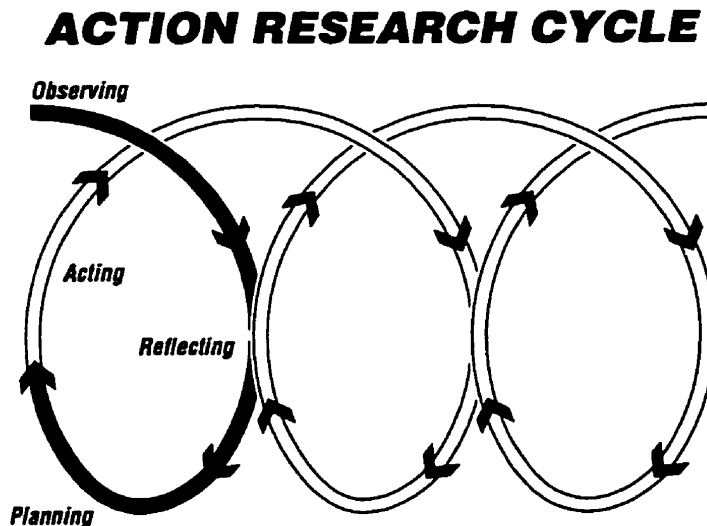 ACTION RESEARCH CYCLE
Observing
Acting
Reflecting
Planning